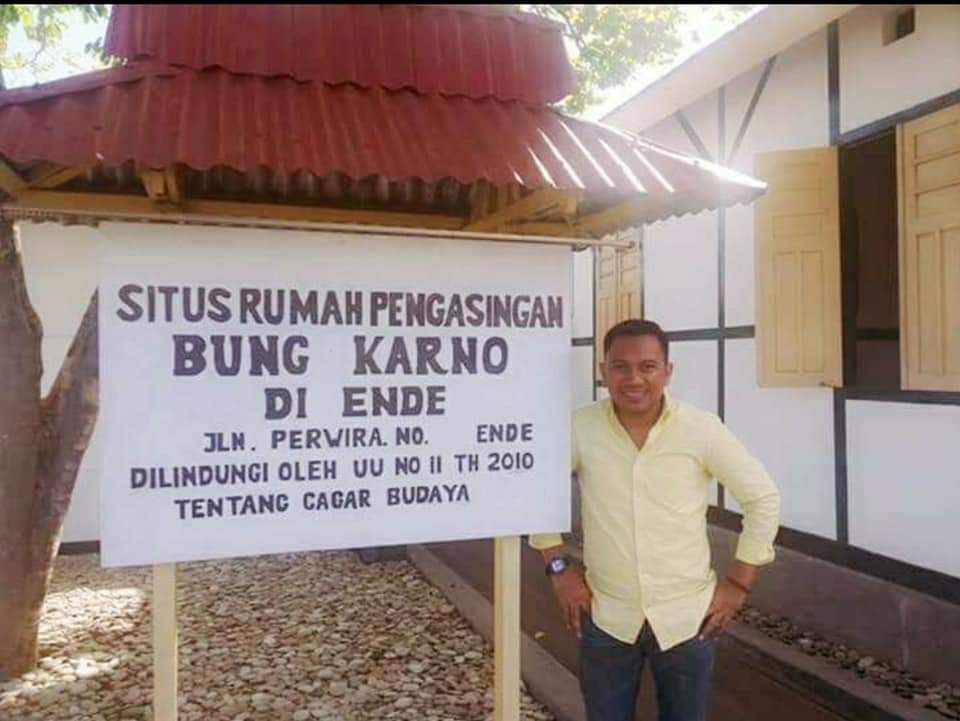 SITUS RUMAH PENGASINGAN
BUNG KARNO
DI ENDE
JLN. PERWIRA. NO. ENDE
DILINDUNGI OLEH UU NO 11 TH 2010
TENTANG CAGAR BUDAYA